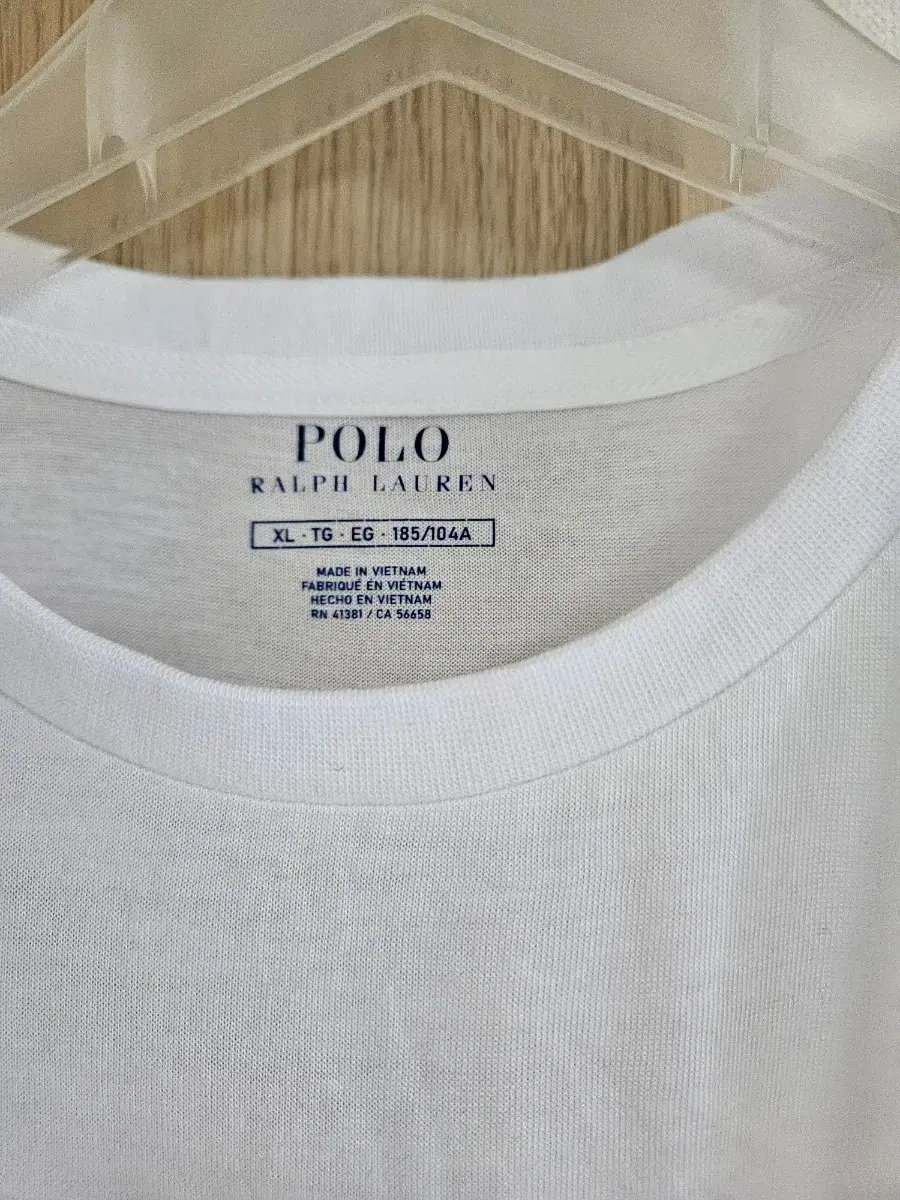 POLO
RALPH LAUREN
XL · TG · EG · 185/104A
MADE IN VIETNAM
FABRIQUÉ EN VIÉTNAM
HECHO EN VIETNAM
RN 41381 / CA 56658